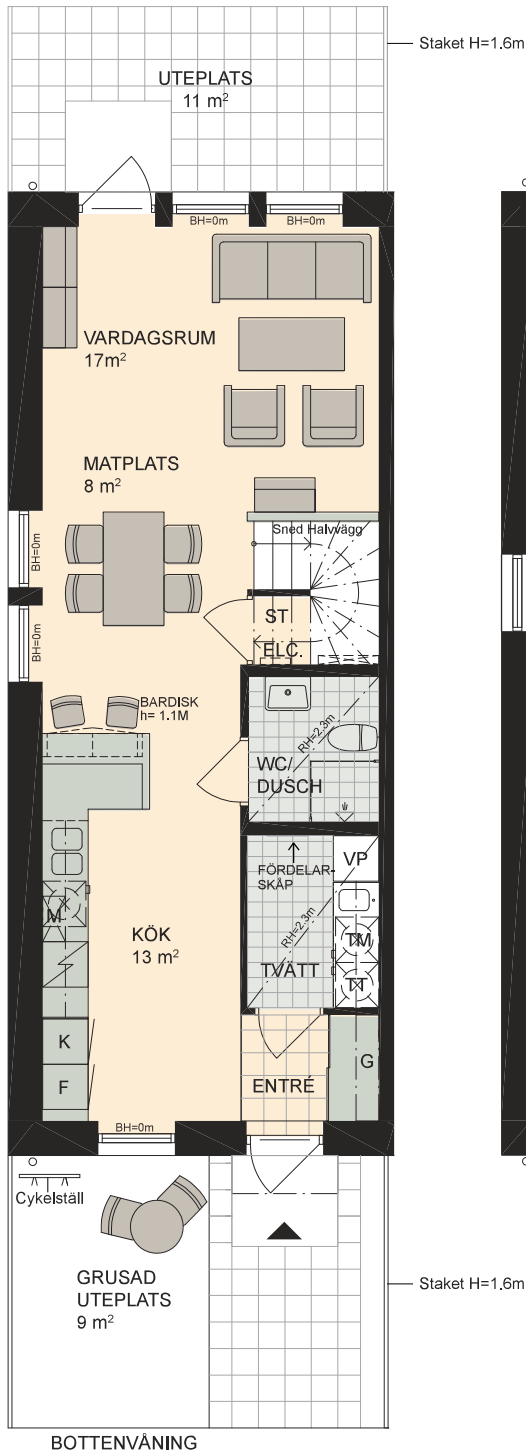 Staket H=1.6m
UTEPLATS
11 m²
BH=0m
BH=0m
VARDAGSRUM
17m²
MATPLATS
8 m²
Sned Halvvägg
BH=0m
ST
ELC.
BH=0m
BARDISK
h= 1.1M
RH=2.3m
WC/
DUSCH
FÖRDELAR-
SKÅP
VP
M
KÖK
13 m²
RH=2.3m
TM
TVÄTT
TT
K
G
F
ENTRÉ
BH=0m
Cykelställ
GRUSAD
UTEPLATS
9 m²
Staket H=1.6m
BOTTENVÅNING